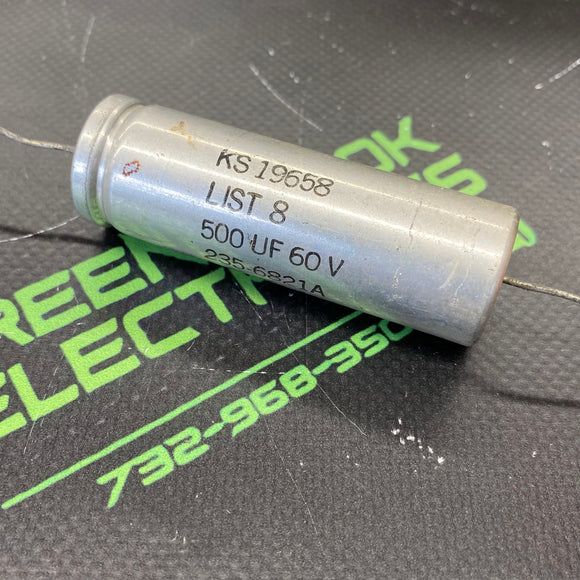 KS 19658
LIST 8
500 UF 60 V
235-6821A
732-968-350